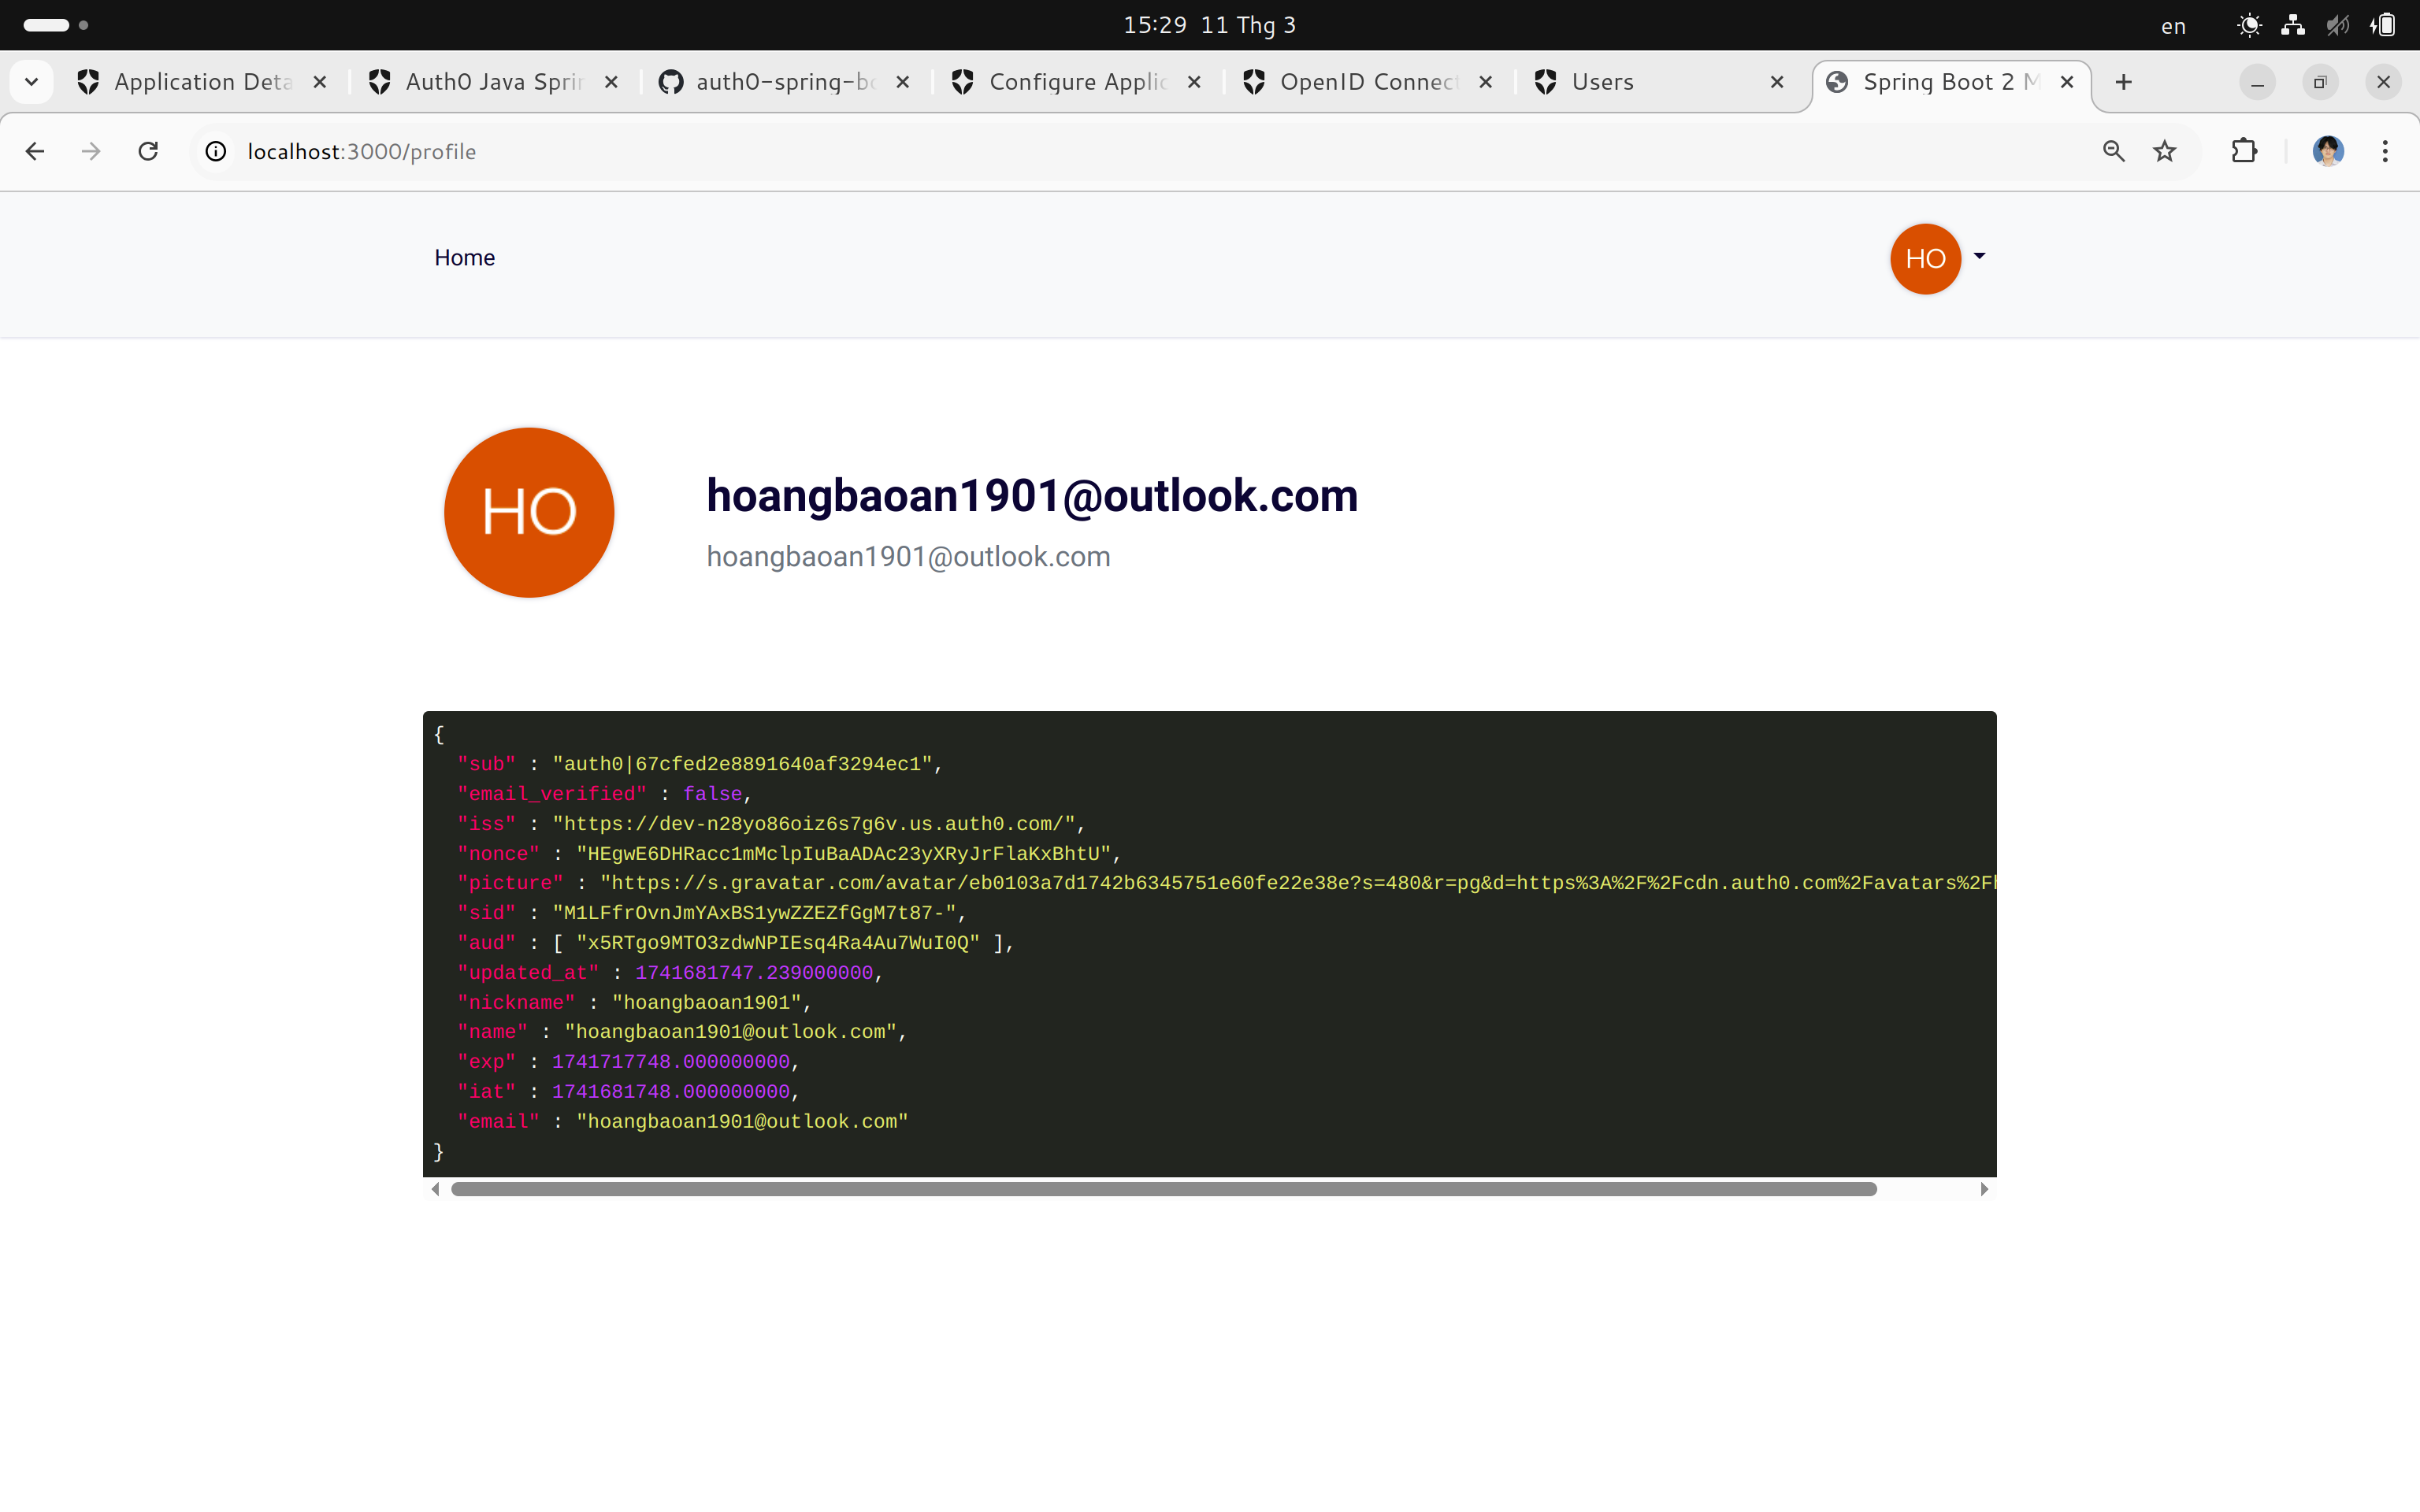 15:29 11 Thg 3
en
Application Deta
Auth0 Java Sprin
auth0-spring-bo
Configure Applic
OpenID Connect
Users
Spring Boot 2 M
localhost:3000/profile
Home
HO
HO
hoangbaoan1901@outlook.com
hoangbaoan1901@outlook.com
{
"sub" : "auth0|67cfed2e8891640af3294ec1",
"email_verified" : false,
"iss" : "https://dev-n28yo86oiz6s7g6v.us.auth0.com/",
"nonce" : "HEgwE6DHRacc1mMclpIuBaADAc23yXRyJrFlaKxBhtU",
"picture" : "https://s.gravatar.com/avatar/eb0103a7d1742b6345751e60fe22e38e?s=480&r=pg&d=https%3A%2F%2Fcdn.auth0.com%2Favatars%2Fh
"sid" : "M1LFfrOvnJmYAxBS1ywZZEZfGgM7t87-",
"aud" : [ "x5RTgo9MTO3zdwNPIEsq4Ra4Au7WuI0Q" ],
"updated_at" : 1741681747.239000000,
"nickname" : "hoangbaoan1901",
"name" : "hoangbaoan1901@outlook.com",
"exp" : 1741717748.000000000,
"iat" : 1741681748.000000000,
"email" : "hoangbaoan1901@outlook.com"
}